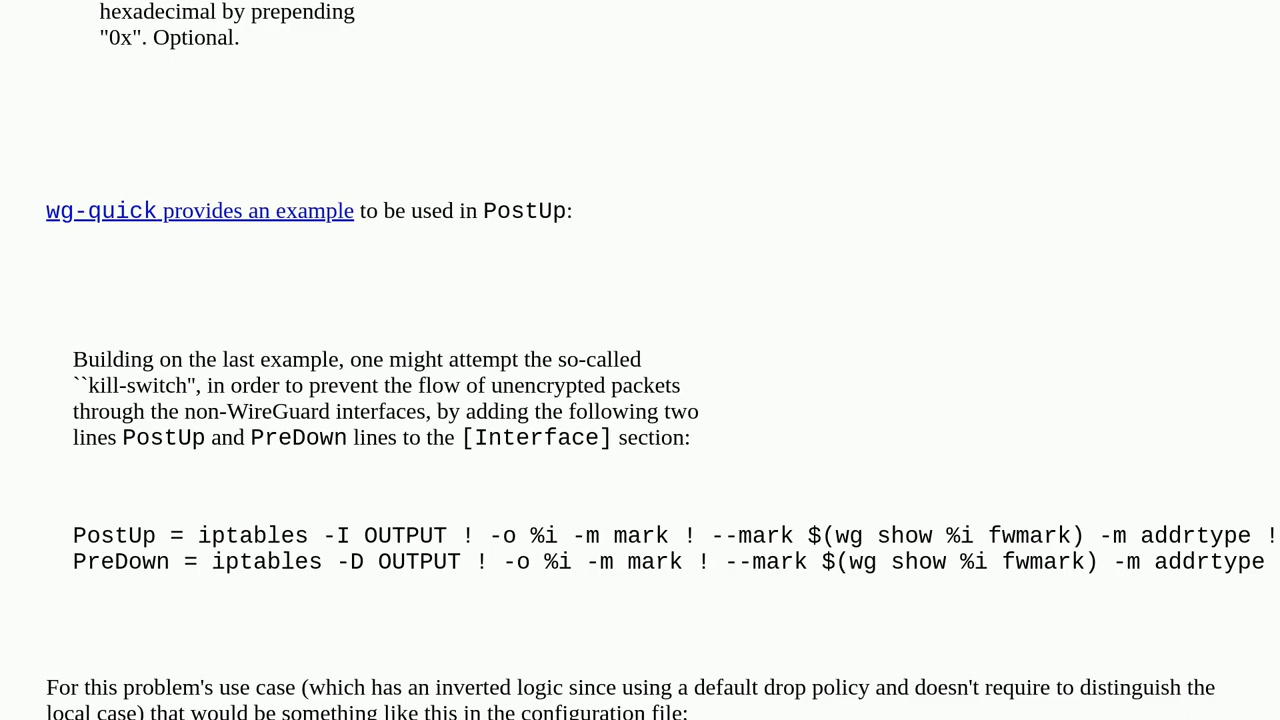 hexadecimal by prepending
"0x". Optional.
wg-quick provides an example to be used in PostUp:
Building on the last example, one might attempt the so-called
``kill-switch'', in order to prevent the flow of unencrypted packets
through the non-WireGuard interfaces, by adding the following two
lines PostUp and PreDown lines to the [Interface] section:
PostUp = iptables -I OUTPUT ! -o %i -m mark ! --mark $(wg show %i fwmark) -m addrtype !
PreDown = iptables -D OUTPUT ! -o %i -m mark ! --mark $(wg show %i fwmark) -m addrtype
For this problem's use case (which has an inverted logic since using a default drop policy and doesn't require to distinguish the
local case) that would be something like this in the configuration file: